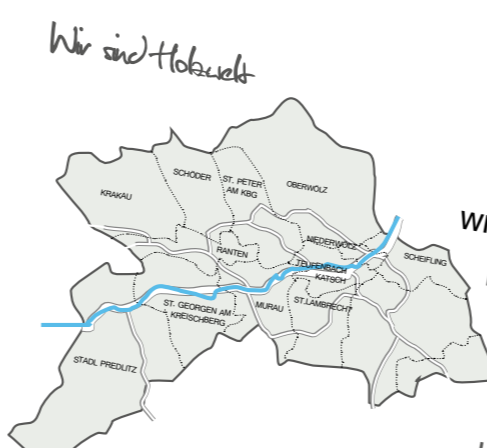 Wir sind Holzwelt
KRAKAU
SCHÖDER
ST. PETER
AM KBG
OBERWÖLZ
RANTEN
NIEDERWÖLZ
SCHEIFLING
TEUFENBACH
KATSCH
ST. GEORGEN AM
KREISCHBERG
MURAU
ST.LAMBRECHT
STADL PREDLITZ